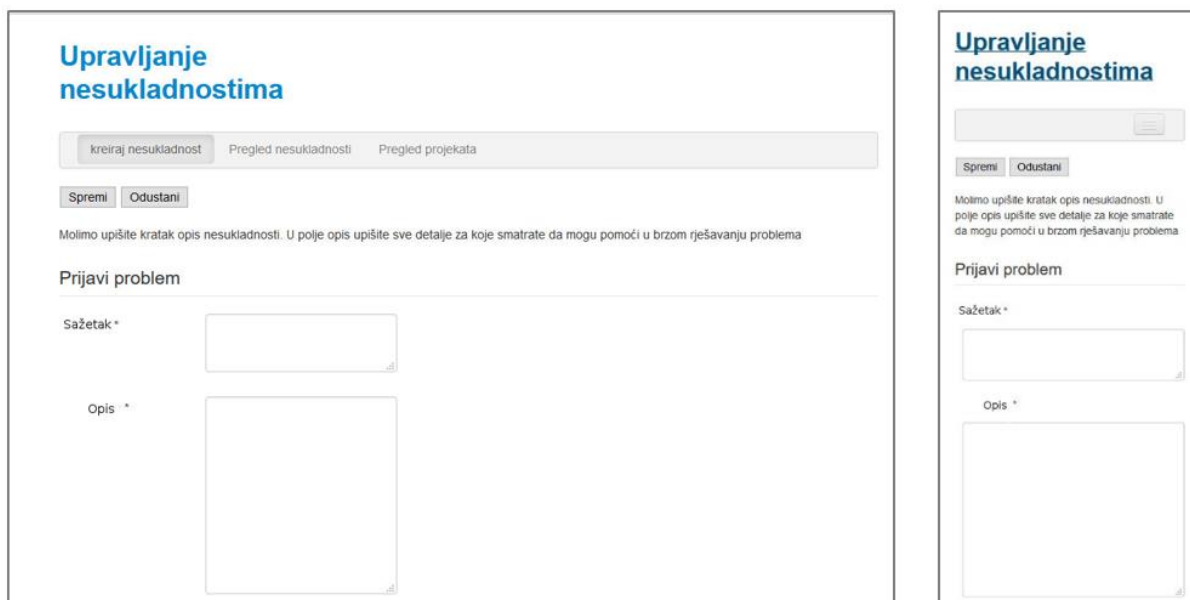 Upravljanje
nesukladnostima
kreiraj nesukladnost Pregled nesukladnosti Pregled projekata
Spremi Odustani
Molimo upišite kratak opis nesukladnosti. U polje opis upišite sve detalje za koje smatrate da mogu pomoći u brzom rješavanju problema
Prijavi problem
Sažetak *
Opis *
Upravljanje
nesukladnostima
Spremi Odustani
Molimo upišite kratak opis nesukladnosti. U
polje opis upišite sve detalje za koje smatrate
da mogu pomoći u brzom rješavanju problema
Prijavi problem
Sažetak *
Opis *